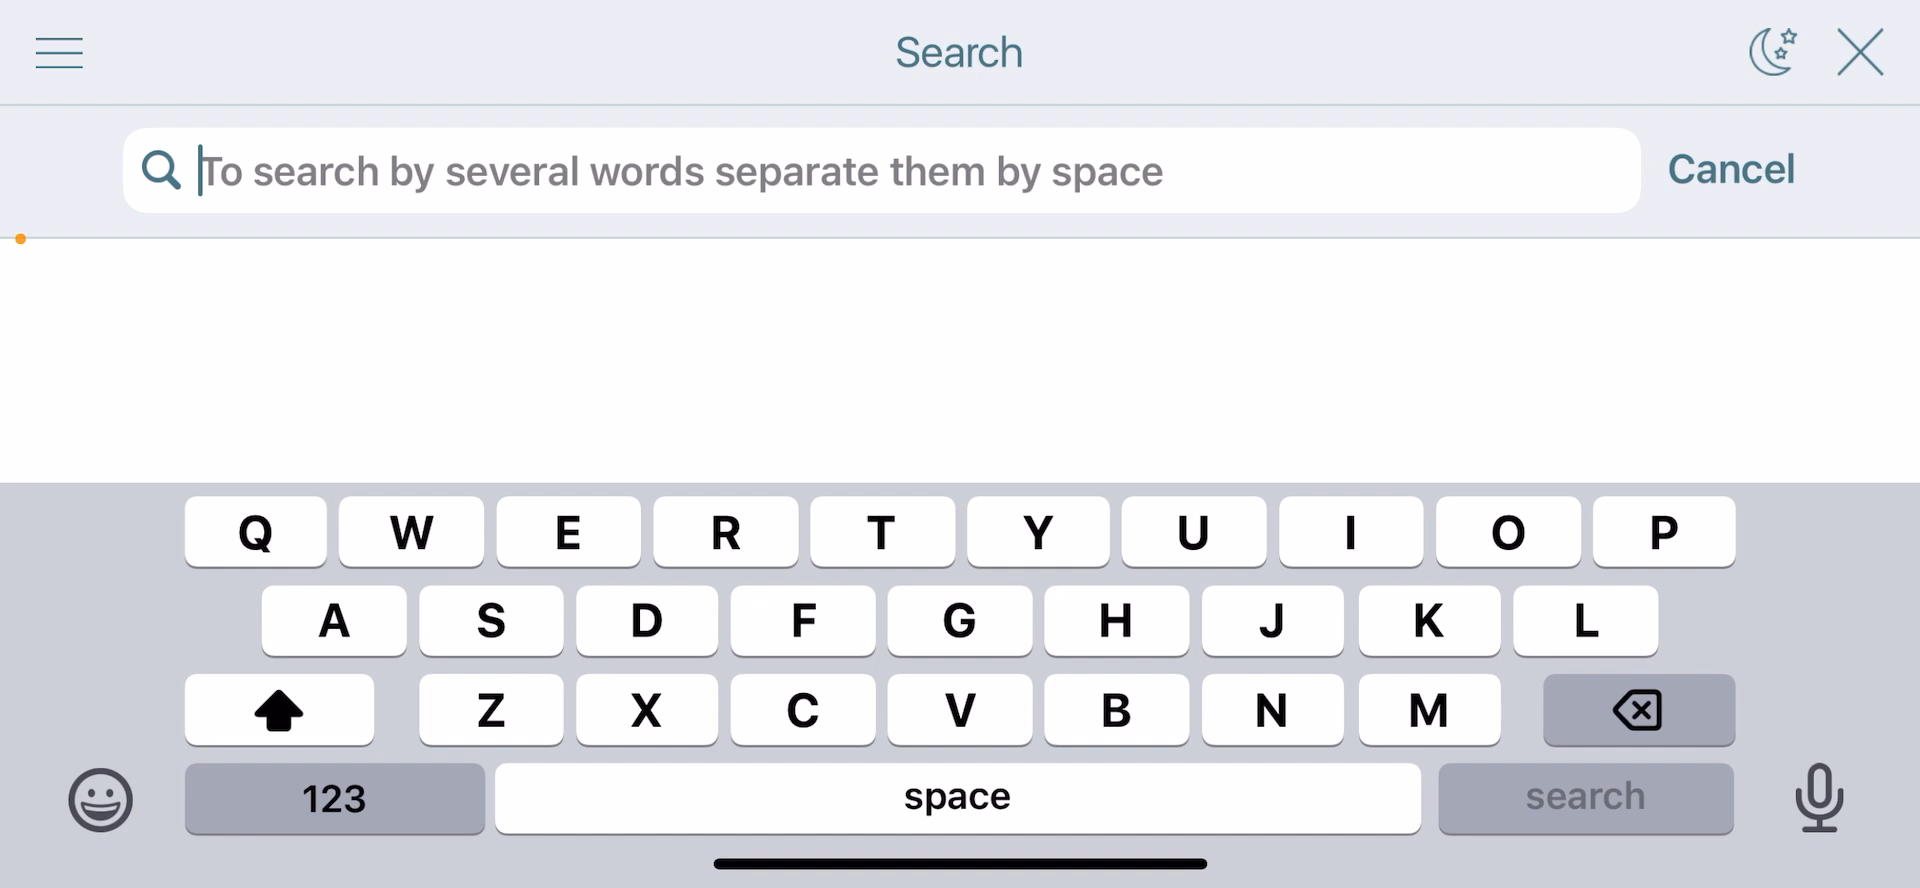 Search
To search by several words separate them by space
Cancel
Q W E R T Y U I O P
A S D F G H J K L
Z X C V B N M
123 space search